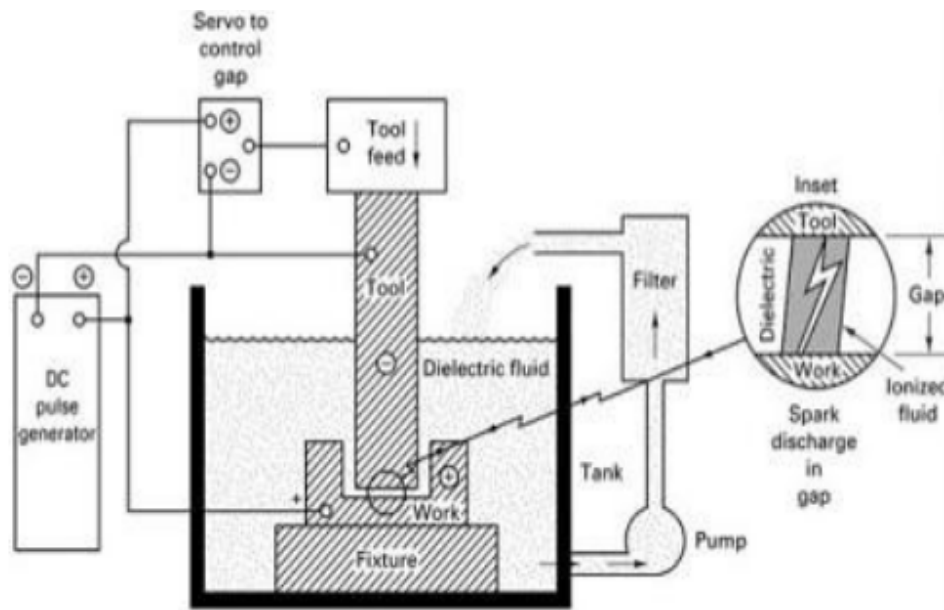 Servo to
control
gap
+
−
Tool
feed
Inset
Tool
Dielectric
Gap
Work
Ionized
fluid
Spark
discharge
in
gap
− +
DC
pulse
generator
Tool
−
Dielectric fluid
Filter
+
+
Work
Fixture
Tank
Pump